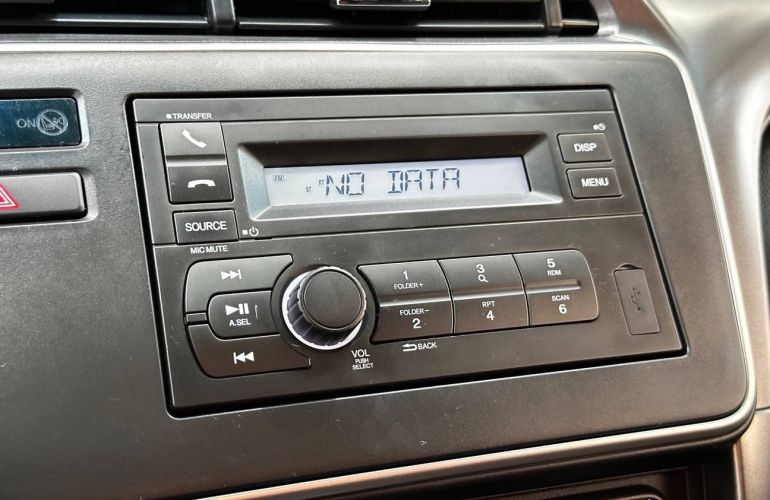 TRANSFER
ON
FM
ST
NO DATA
DISP
MENU
SOURCE
MIC MUTE
A.SEL
VOL
PUSH
SELECT
1
FOLDER+
3
5
RDM
FOLDER-
2
RPT
4
SCAN
6
BACK